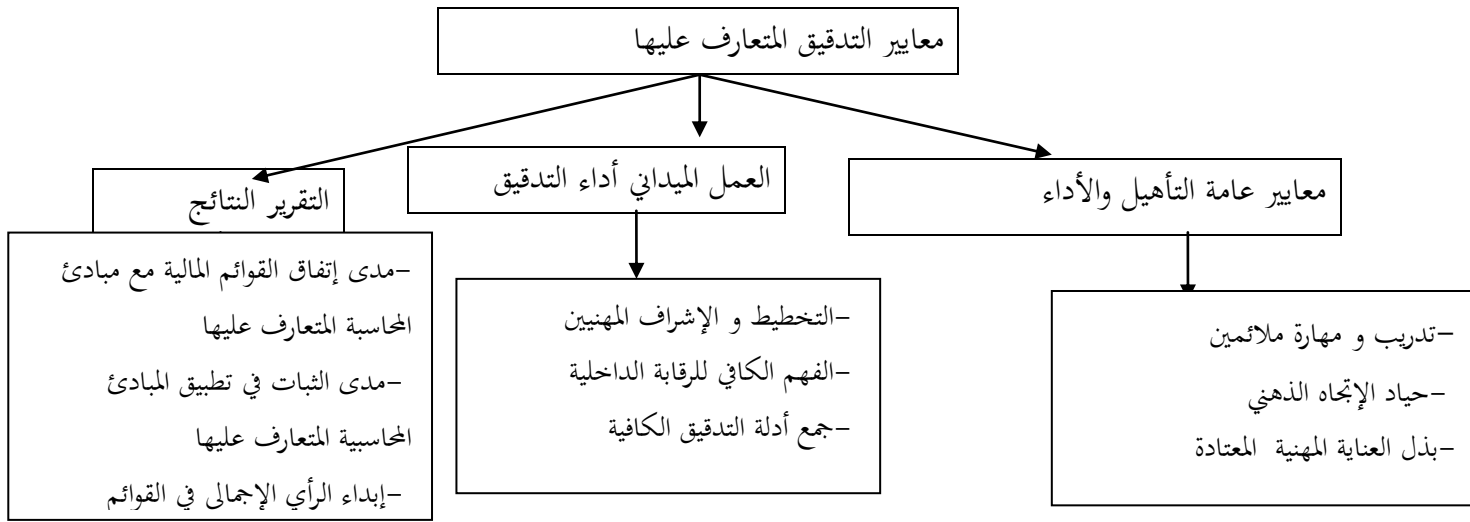 معايير التدقيق المتعارف عليها
معايير عامة التأهيل والأداء
العمل الميداني أداء التدقيق
التقرير النتائج
-تدريب و مهارة ملائمين
-حياد الإتجاه الذهني
-بذل العناية المهنية المعتادة
-التخطيط و الإشراف المهنيين
-الفهم الكافي للرقابة الداخلية
-جمع أدلة التدقيق الكافية
-مدى إتفاق القوائم المالية مع مبادئ
المحاسبة المتعارف عليها
-مدى الثبات في تطبيق المبادئ
المحاسبية المتعارف عليها
-إبداء الرأي الإجمالى في القوائم